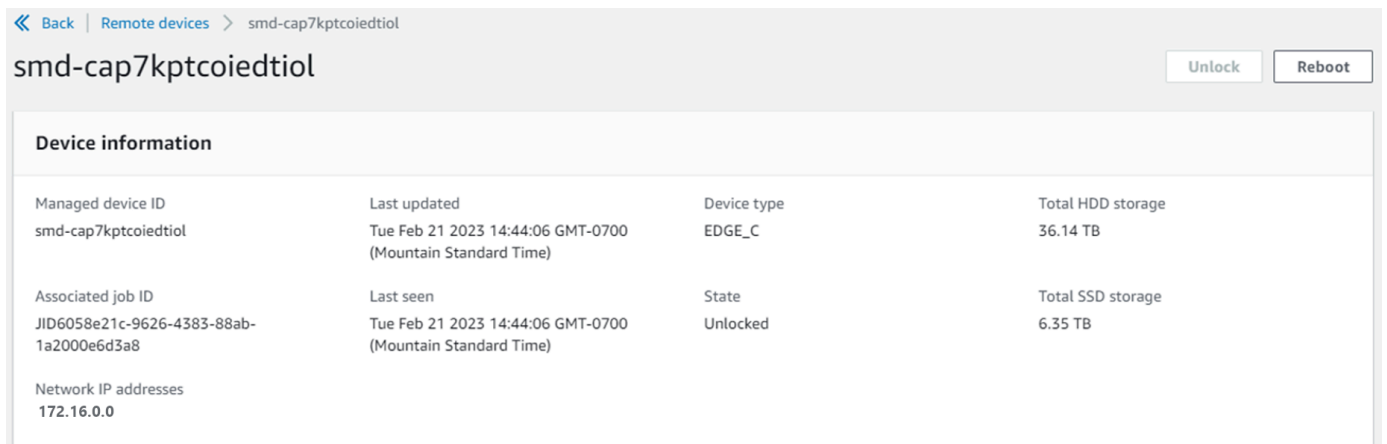 Back | Remote devices > smd-cap7kptcoiedtiol
smd-cap7kptcoiedtiol
Unlock
Reboot
Device information
Managed device ID
smd-cap7kptcoiedtiol
Last updated
Tue Feb 21 2023 14:44:06 GMT-0700
(Mountain Standard Time)
Device type
EDGE_C
Total HDD storage
36.14 TB
Associated job ID
JID6058e21c-9626-4383-88ab-
1a2000e6d3a8
Last seen
Tue Feb 21 2023 14:44:06 GMT-0700
(Mountain Standard Time)
State
Unlocked
Total SSD storage
6.35 TB
Network IP addresses
172.16.0.0